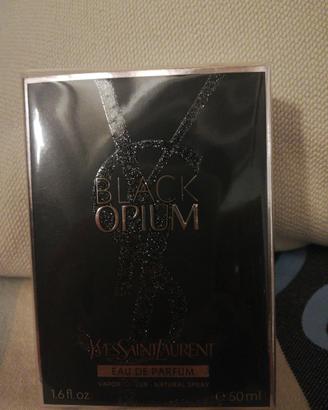 BLACK
OPIUM
YVESSAINTLAURENT
EAU DE PARFUM
NATURAL SPRAY
1.6 fl.oz e 50 ml